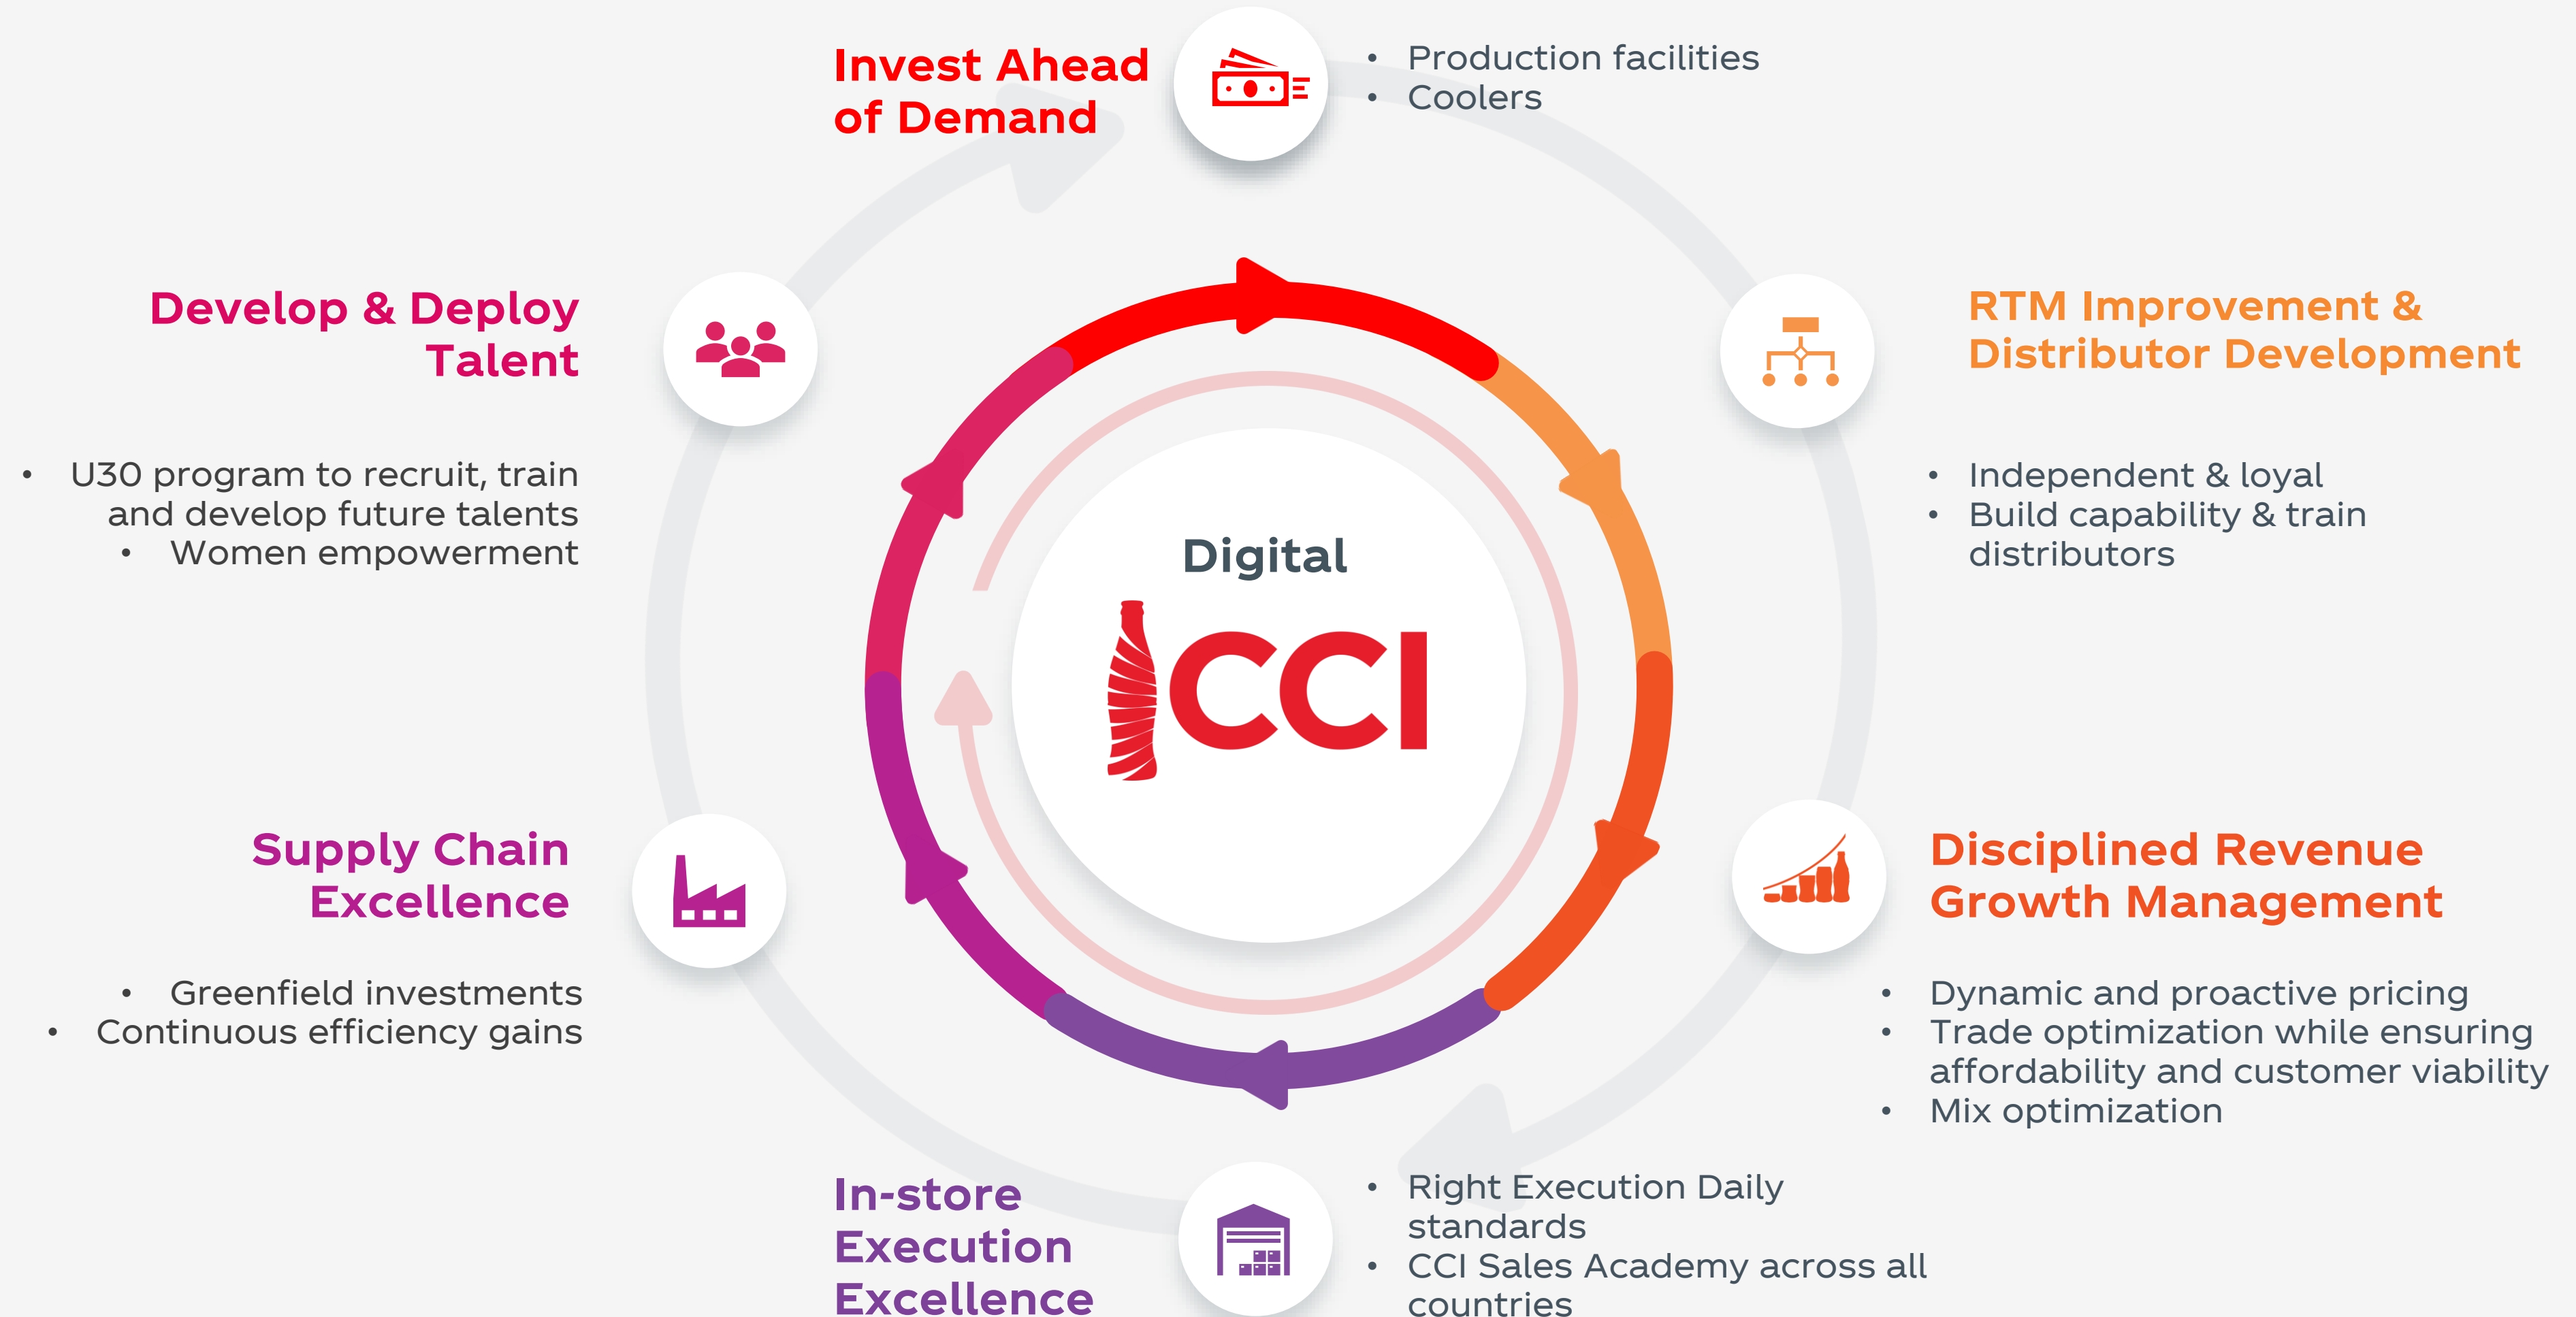 Invest Ahead
of Demand
• Production facilities
• Coolers
RTM Improvement &
Distributor Development
• Independent & loyal
• Build capability & train
distributors
Disciplined Revenue
Growth Management
• Dynamic and proactive pricing
• Trade optimization while ensuring
affordability and customer viability
• Mix optimization
In-store
Execution
Excellence
• Right Execution Daily
standards
• CCI Sales Academy across all
countries
Supply Chain
Excellence
• Greenfield investments
• Continuous efficiency gains
Develop & Deploy
Talent
• U30 program to recruit, train
and develop future talents
• Women empowerment
Digital
CCI